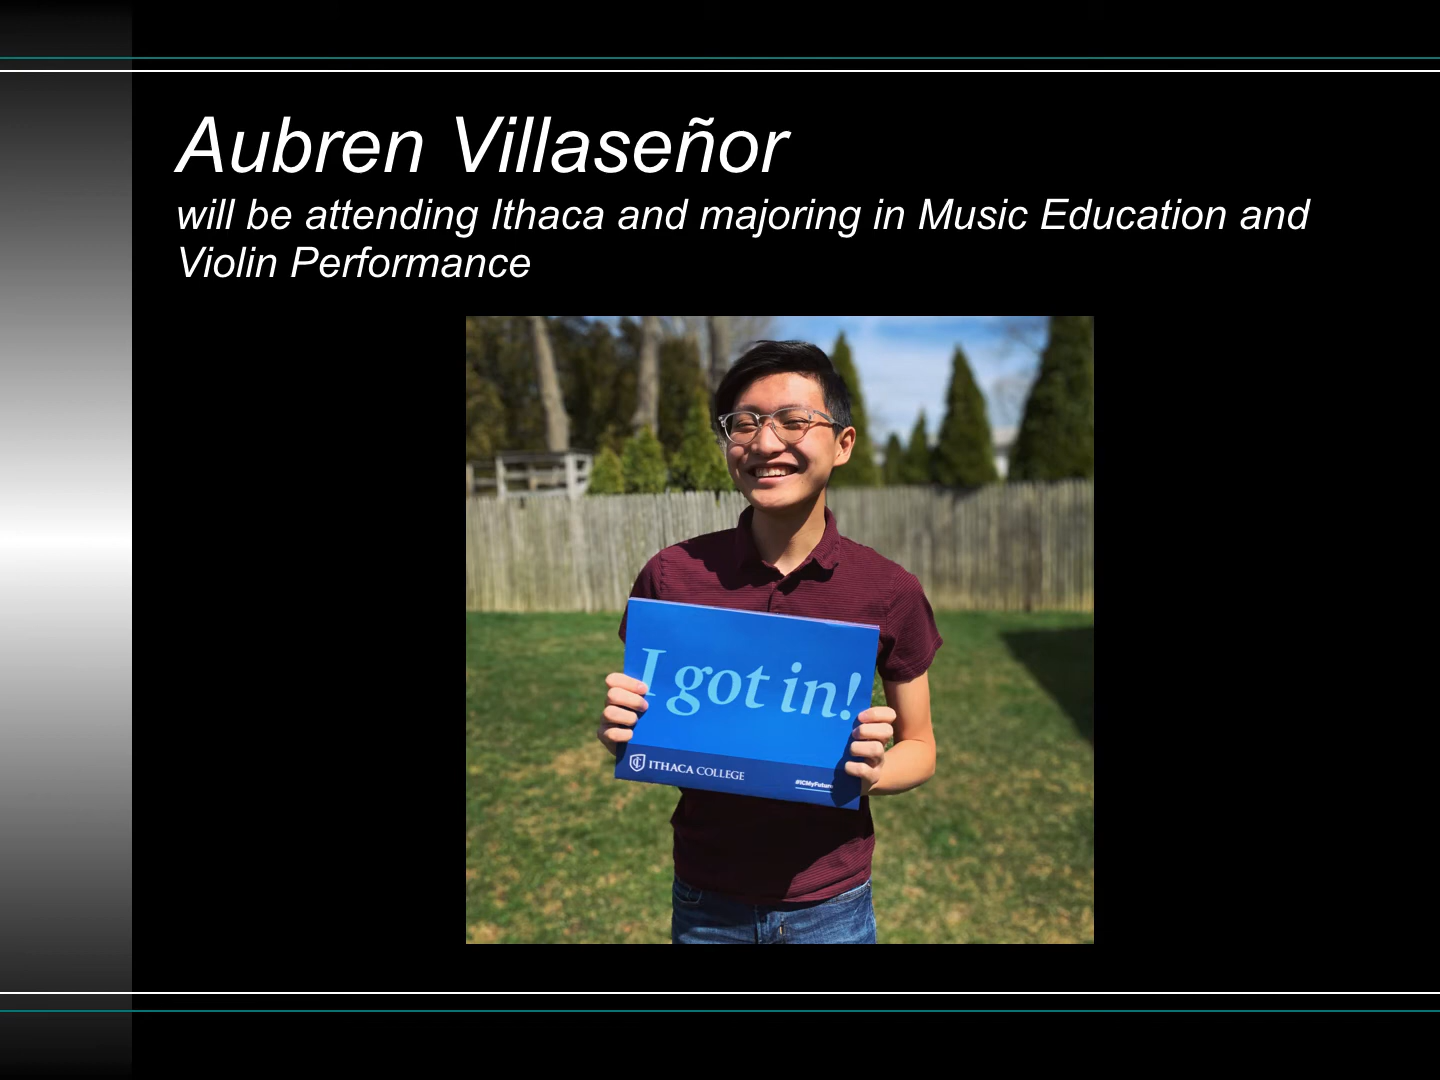 Aubren Villaseñor
will be attending Ithaca and majoring in Music Education and
Violin Performance
I got in!
ITHACA COLLEGE